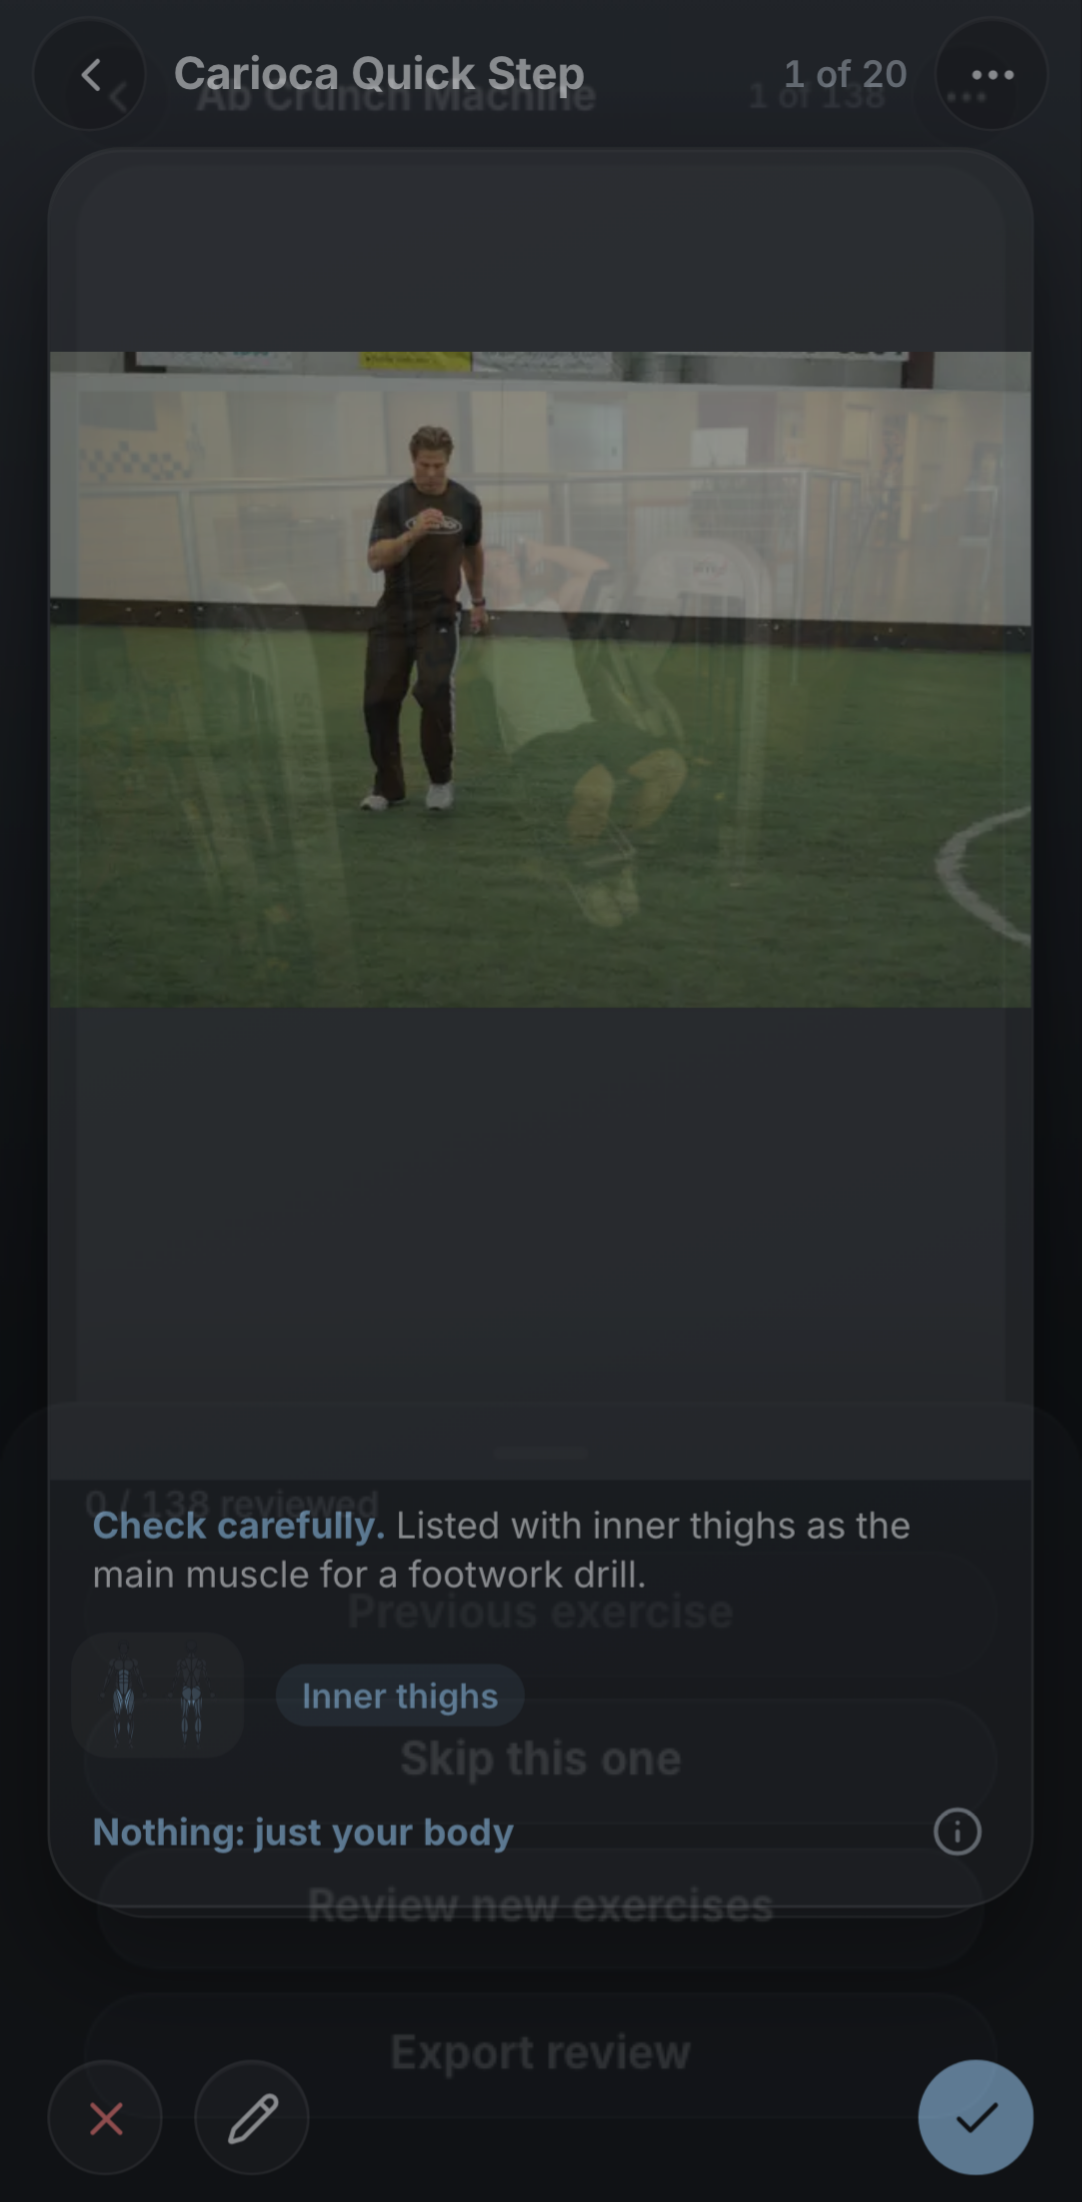 Carioca Quick Step
1 of 20
Ab Crunch Machine
1 of 138
0 / 138 reviewed
Check carefully. Listed with inner thighs as the
main muscle for a footwork drill.
Previous exercise
Inner thighs
Skip this one
Nothing: just your body
Review new exercises
Export review